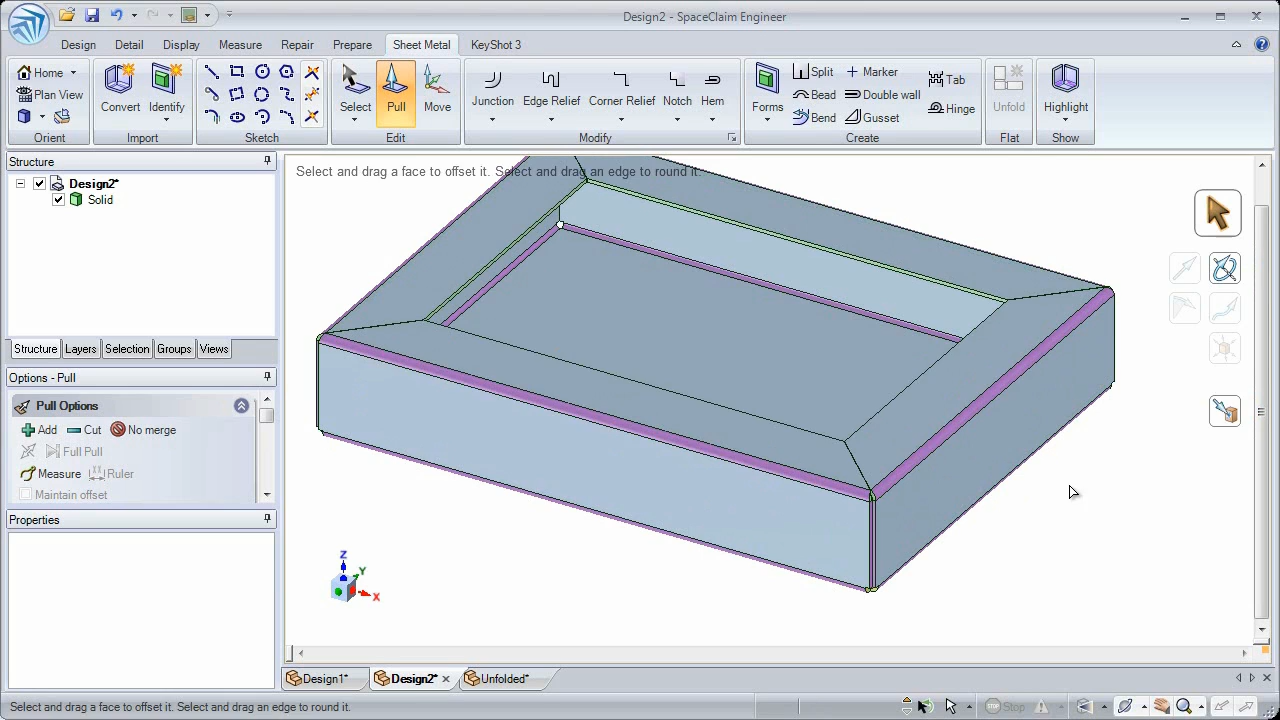 Design2* - SpaceClaim Engineer
Design Detail Display Measure Repair Prepare Sheet Metal KeyShot 3
Home
Plan View
Orient
Convert Identify
Import
Sketch
Select Pull Move
Edit
Junction Edge Relief Corner Relief Notch Hem
Modify
Forms
Split Marker Tab
Bead Double wall Hinge
Bend Gusset
Create
Unfold
Flat
Highlight
Show
Structure
Design2*
Solid
Structure Layers Selection Groups Views
Options - Pull
Pull Options
Add Cut No merge
Full Pull
Measure Ruler
Maintain offset
Properties
Select and drag a face to offset it. Select and drag an edge to round it.
Z
Y
X
Design1* Design2* Unfolded*
Select and drag a face to offset it. Select and drag an edge to round it.
Stop